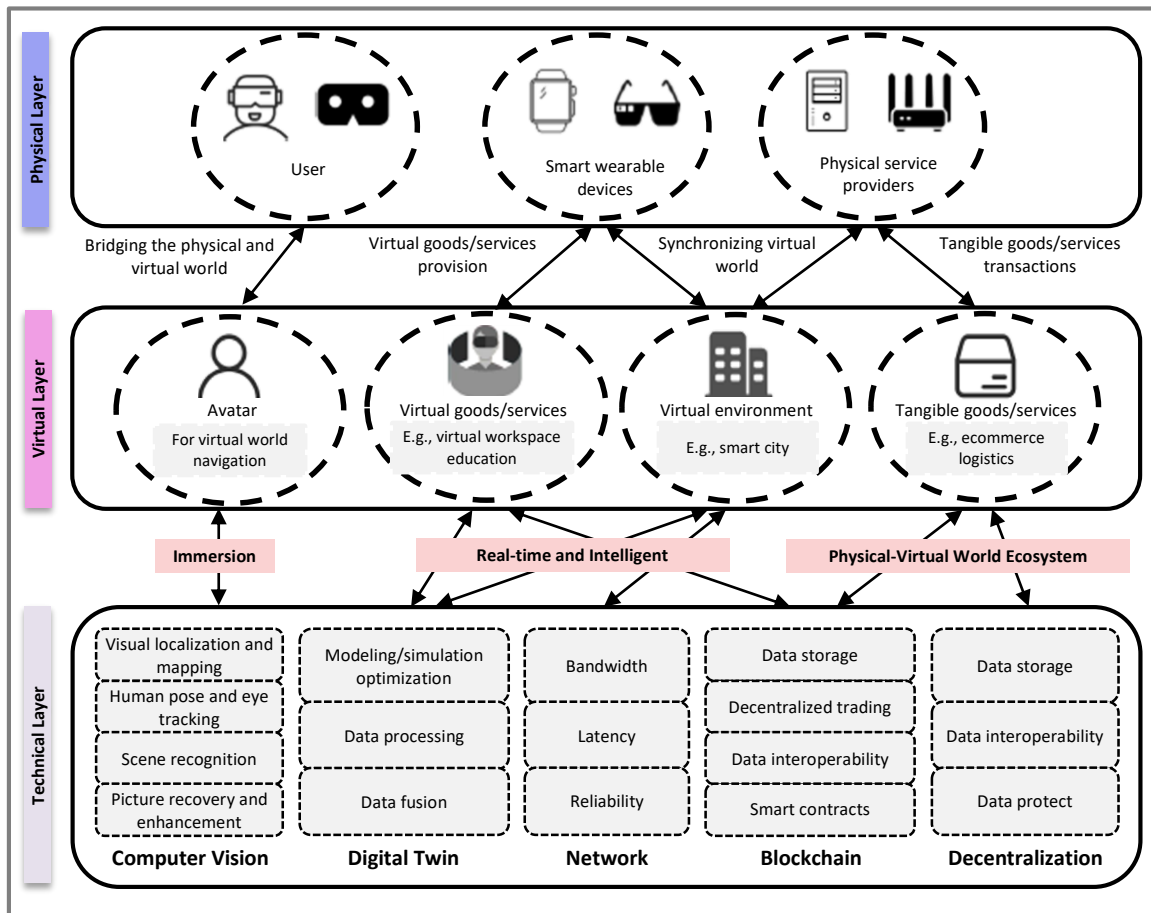 Physical Layer
User
Smart wearable
devices
Physical service
providers
Bridging the physical and
virtual world
Virtual goods/services
provision
Synchronizing virtual
world
Tangible goods/services
transactions
Virtual Layer
Avatar
For virtual world
navigation
Virtual goods/services
E.g., virtual workspace
education
Virtual environment
E.g., smart city
Tangible goods/services
E.g., ecommerce
logistics
Immersion
Real-time and Intelligent
Physical-Virtual World Ecosystem
Technical Layer
Visual localization and
mapping
Human pose and eye
tracking
Scene recognition
Picture recovery and
enhancement
Computer Vision
Modeling/simulation
optimization
Data processing
Data fusion
Digital Twin
Bandwidth
Latency
Reliability
Network
Data storage
Decentralized trading
Data interoperability
Smart contracts
Blockchain
Data storage
Data interoperability
Data protect
Decentralization